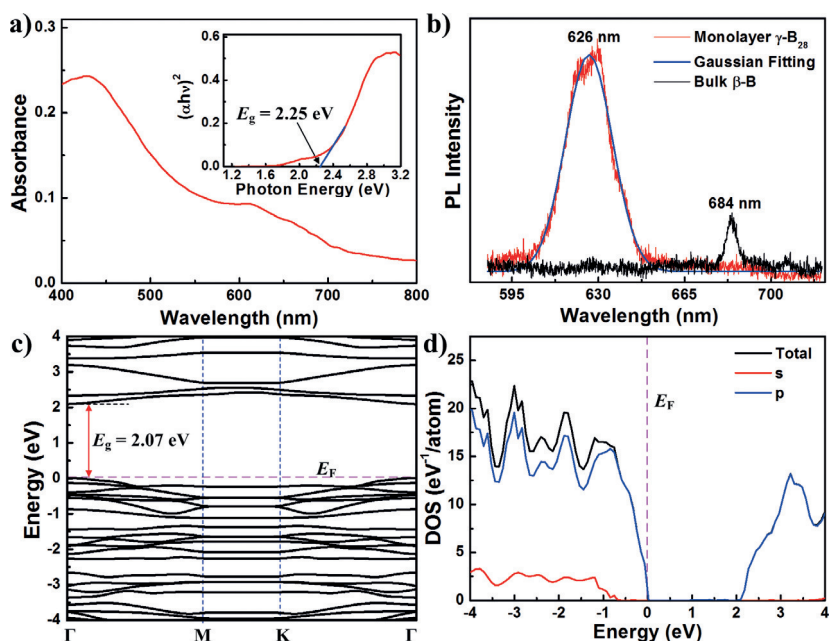 a)
Absorbance
0.3
0.2
0.1
0.0
400 500 600 700 800
Wavelength (nm)
(αhν)²
0.6
0.4
0.2
0.0
1.2 1.6 2.0 2.4 2.8 3.2
Photon Energy (eV)
Eg = 2.25 eV
b)
PL Intensity
626 nm
Monolayer γ-B28
Gaussian Fitting
Bulk β-B
684 nm
595 630 665 700
Wavelength (nm)
c)
Energy (eV)
4
3
2
1
0
-1
-2
-3
-4
Eg = 2.07 eV
EF
Γ M K Γ
d)
DOS (eV⁻¹/atom)
25
20
15
10
5
0
Total
s
p
EF
-4 -3 -2 -1 0 1 2 3 4
Energy (eV)